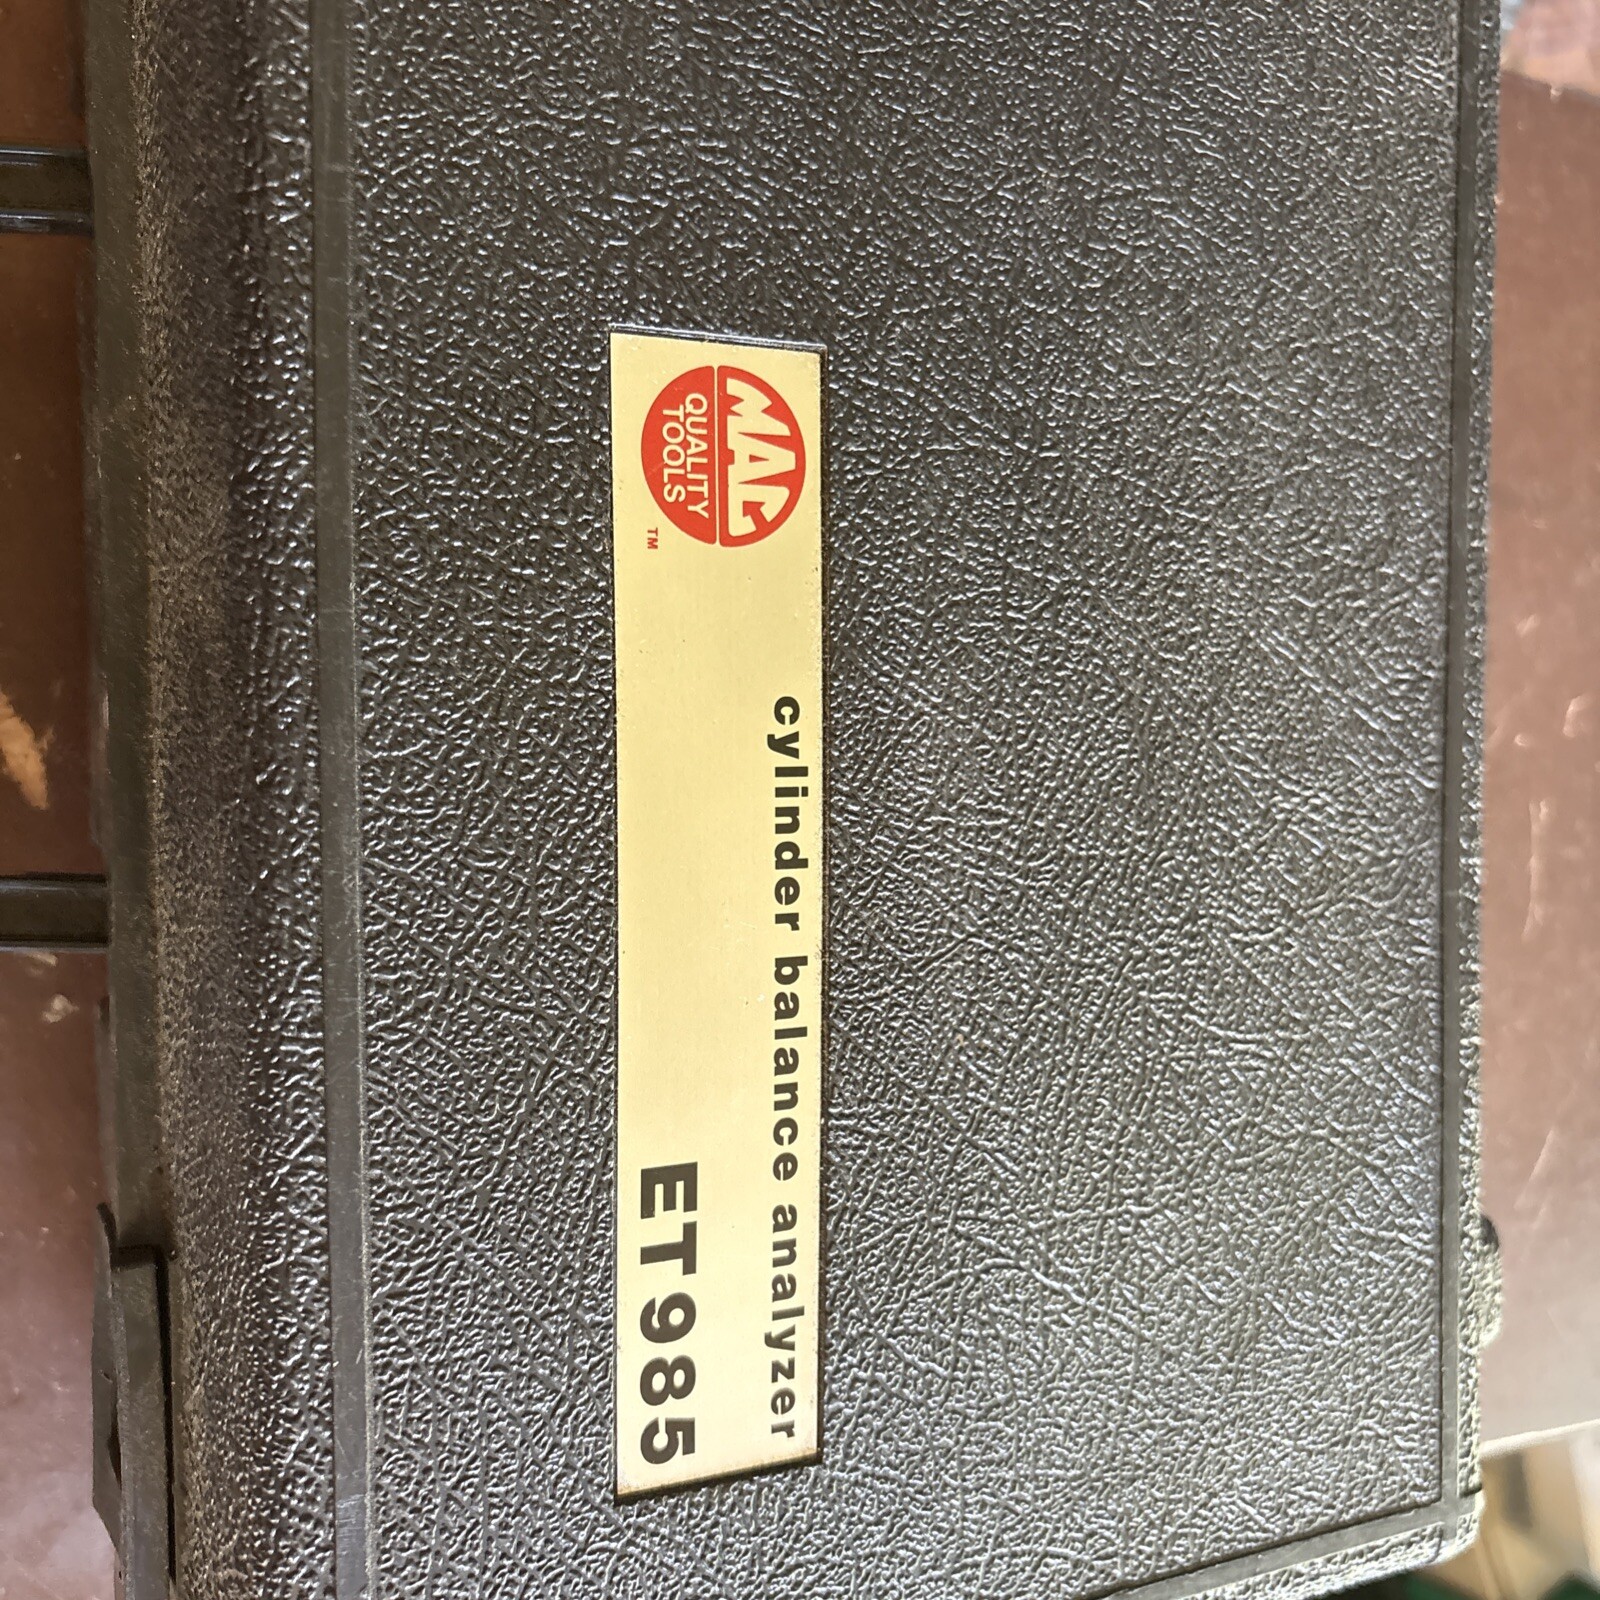 MAC
QUALITY
TOOLS
TM
cylinder balance analyzer
ET985